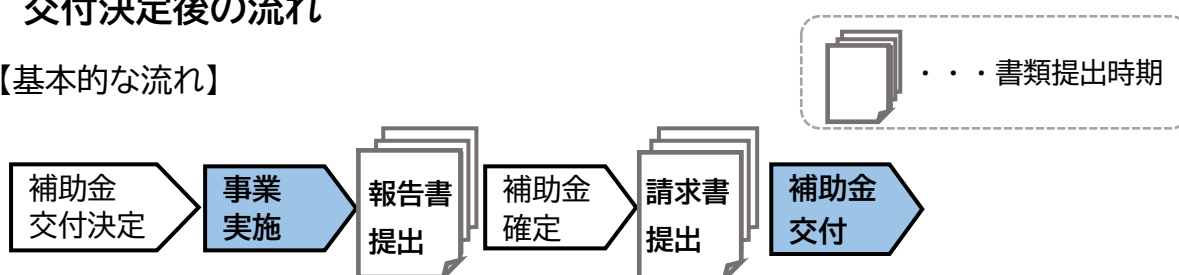 交付決定後の流れ
【基本的な流れ】
・・・書類提出時期
補助金
交付決定
事業
実施
報告書
提出
補助金
確定
請求書
提出
補助金
交付